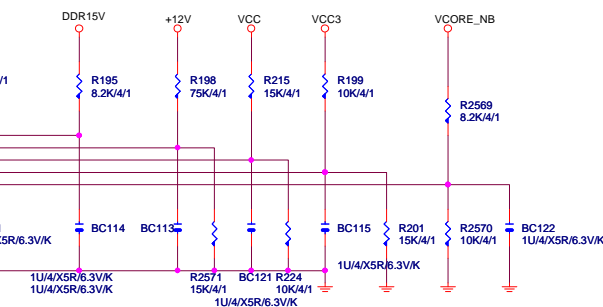 DDR15V
+12V
VCC
VCC3
VCORE_NB
/1
R195
8.2K/4/1
R198
75K/4/1
R215
15K/4/1
R199
10K/4/1
R2569
8.2K/4/1
X5R/6.3V/K
BC114
BC113
BC115
R201
15K/4/1
R2570
10K/4/1
BC122
1U/4/X5R/6.3V/K
1U/4/X5R/6.3V/K
1U/4/X5R/6.3V/K
1U/4/X5R/6.3V/K
R2571
15K/4/1
BC121
R224
10K/4/1
1U/4/X5R/6.3V/K